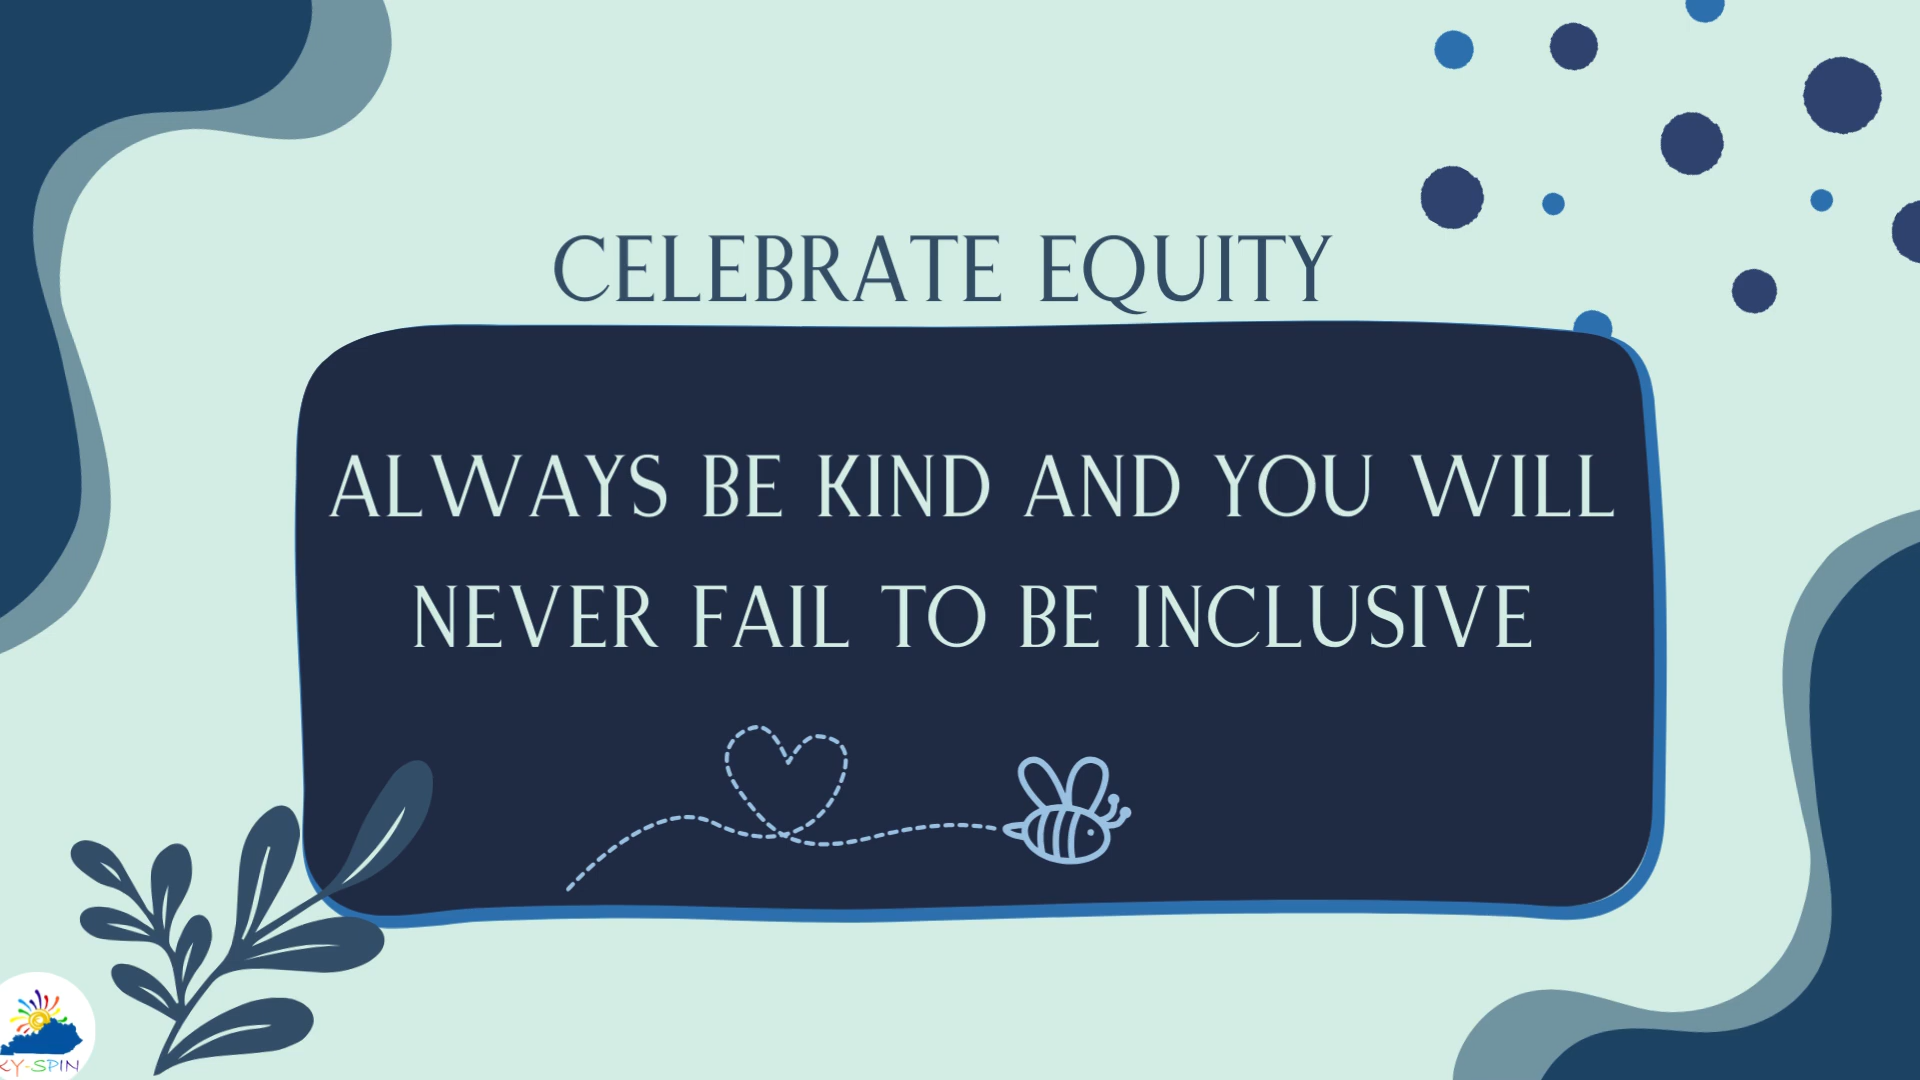 CELEBRATE EQUITY
ALWAYS BE KIND AND YOU WILL
NEVER FAIL TO BE INCLUSIVE
KY-SPIN